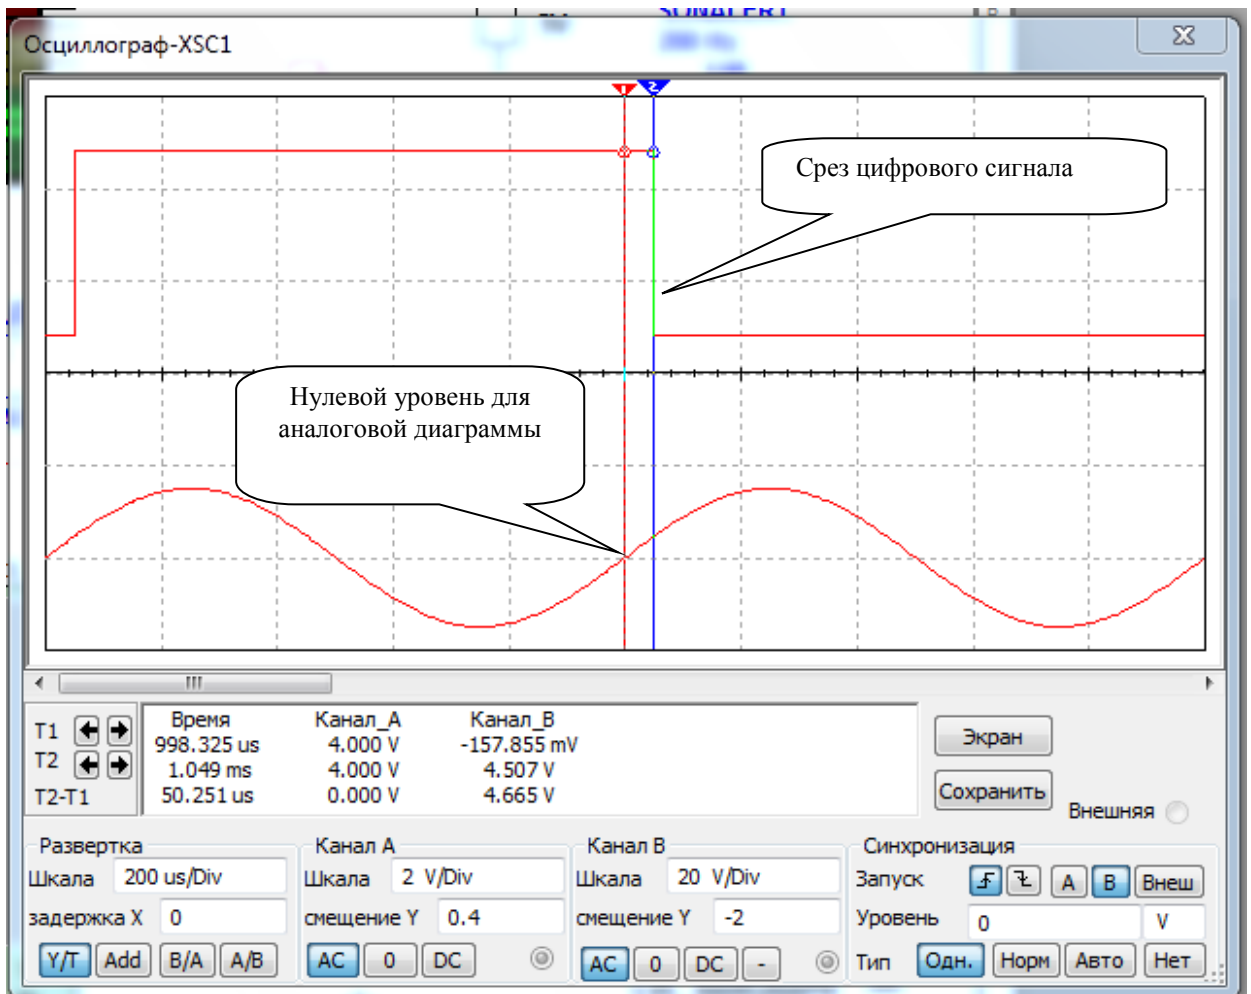 SONALERT
Осциллограф-XSC1
1 2
Срез цифрового сигнала
Нулевой уровень для
аналоговой диаграммы
Время Канал_A Канал_B
T1 998.325 us 4.000 V -157.855 mV
T2 1.049 ms 4.000 V 4.507 V
T2-T1 50.251 us 0.000 V 4.665 V
Экран
Сохранить
Внешняя
Развертка
Шкала 200 us/Div
задержка X 0
Y/T Add B/A A/B
Канал A
Шкала 2 V/Div
смещение Y 0.4
AC 0 DC
Канал B
Шкала 20 V/Div
смещение Y -2
AC 0 DC -
Синхронизация
Запуск A B Внеш
Уровень 0 V
Тип Одн. Норм Авто Нет